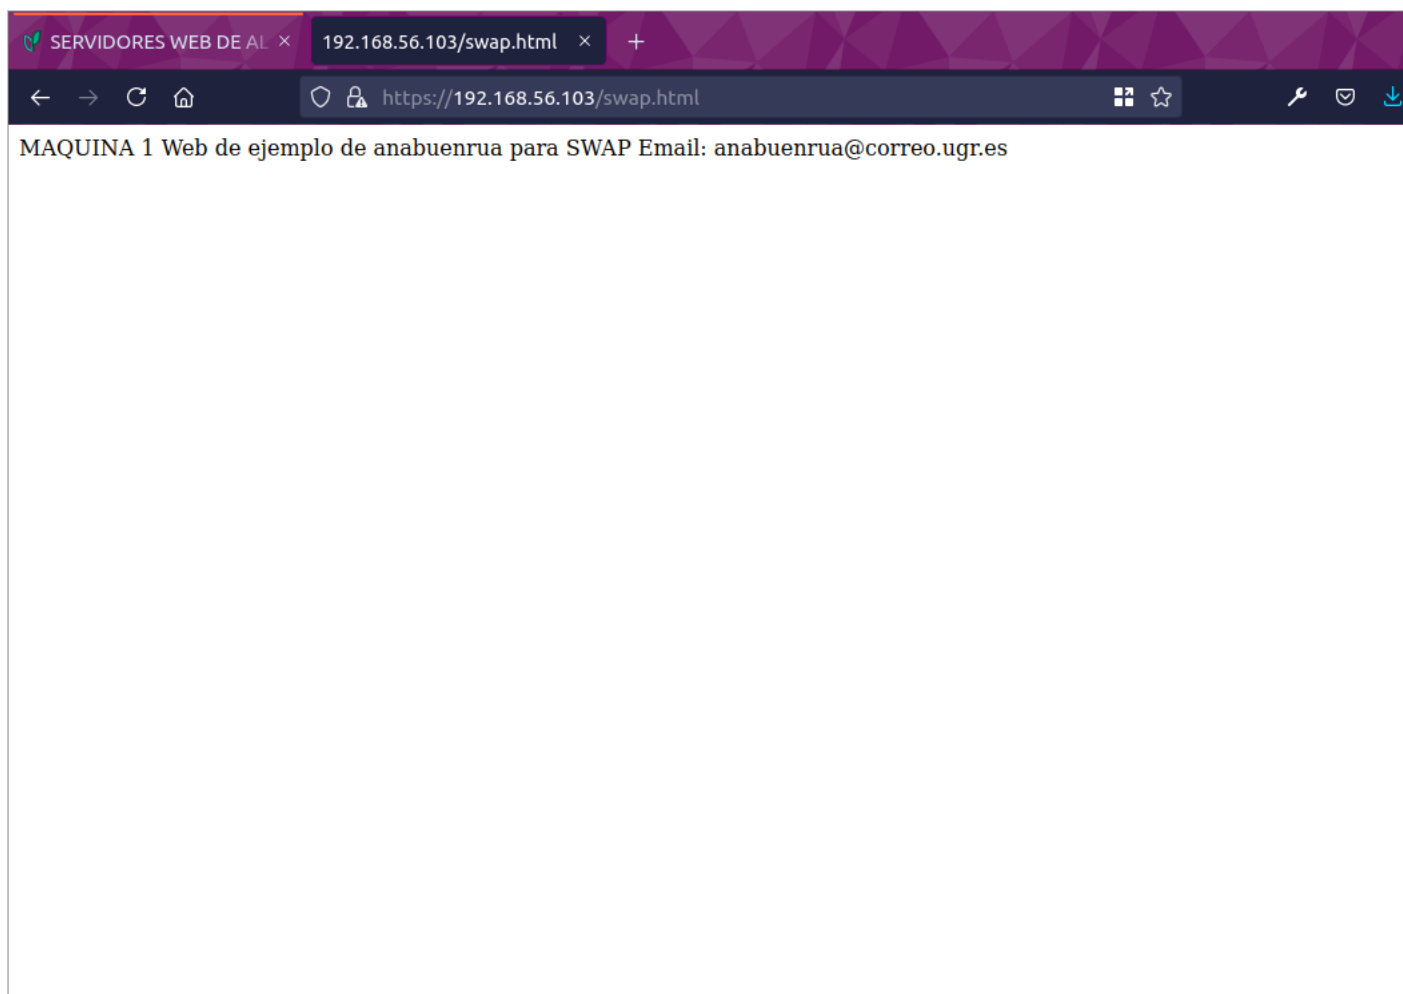 SERVIDORES WEB DE AL
192.168.56.103/swap.html
https://192.168.56.103/swap.html
MAQUINA 1 Web de ejemplo de anabuenrua para SWAP Email: anabuenrua@correo.ugr.es